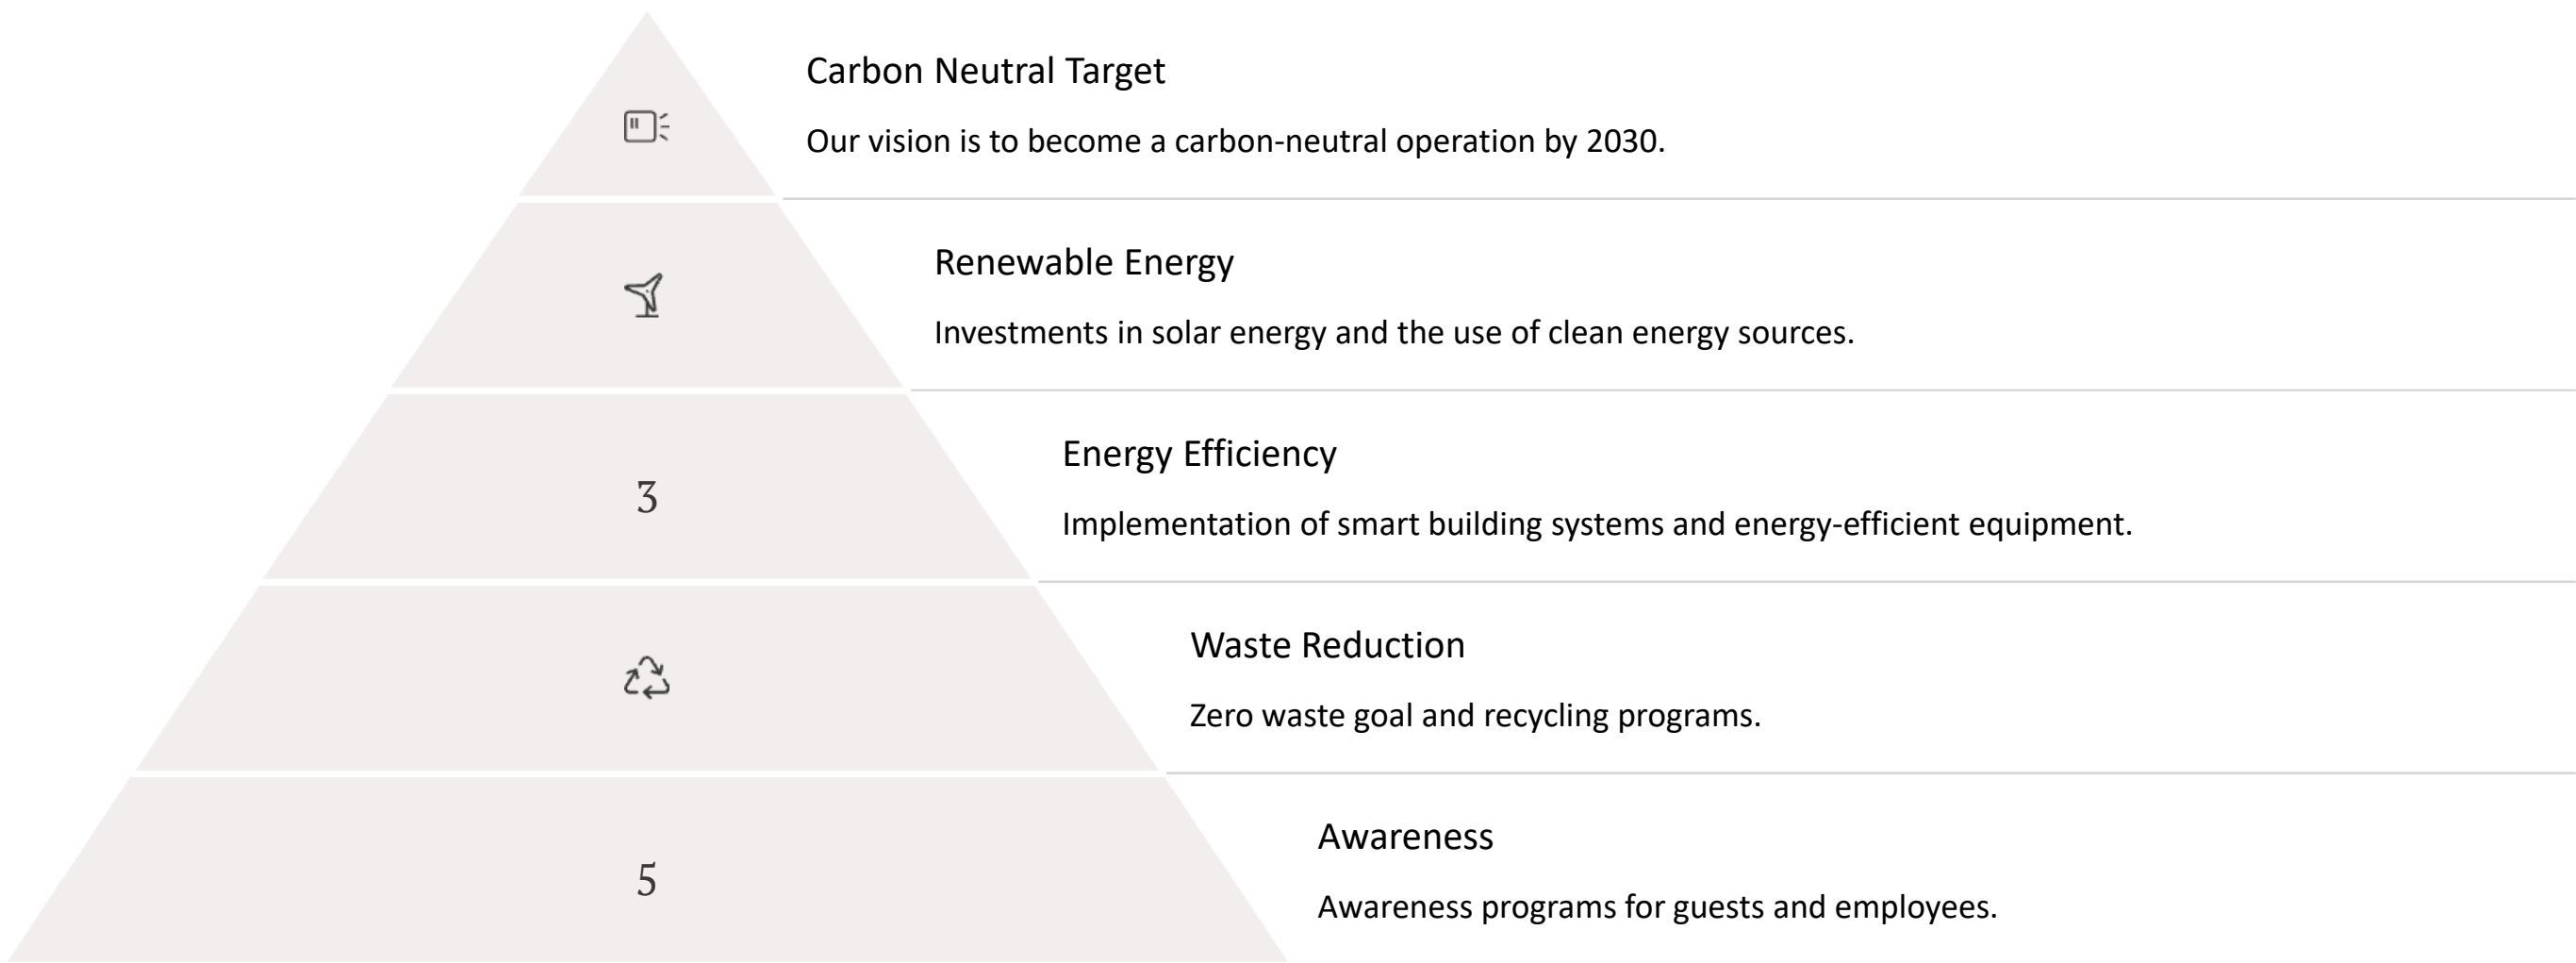 Carbon Neutral Target
Our vision is to become a carbon-neutral operation by 2030.
Renewable Energy
Investments in solar energy and the use of clean energy sources.
3
Energy Efficiency
Implementation of smart building systems and energy-efficient equipment.
Waste Reduction
Zero waste goal and recycling programs.
5
Awareness
Awareness programs for guests and employees.